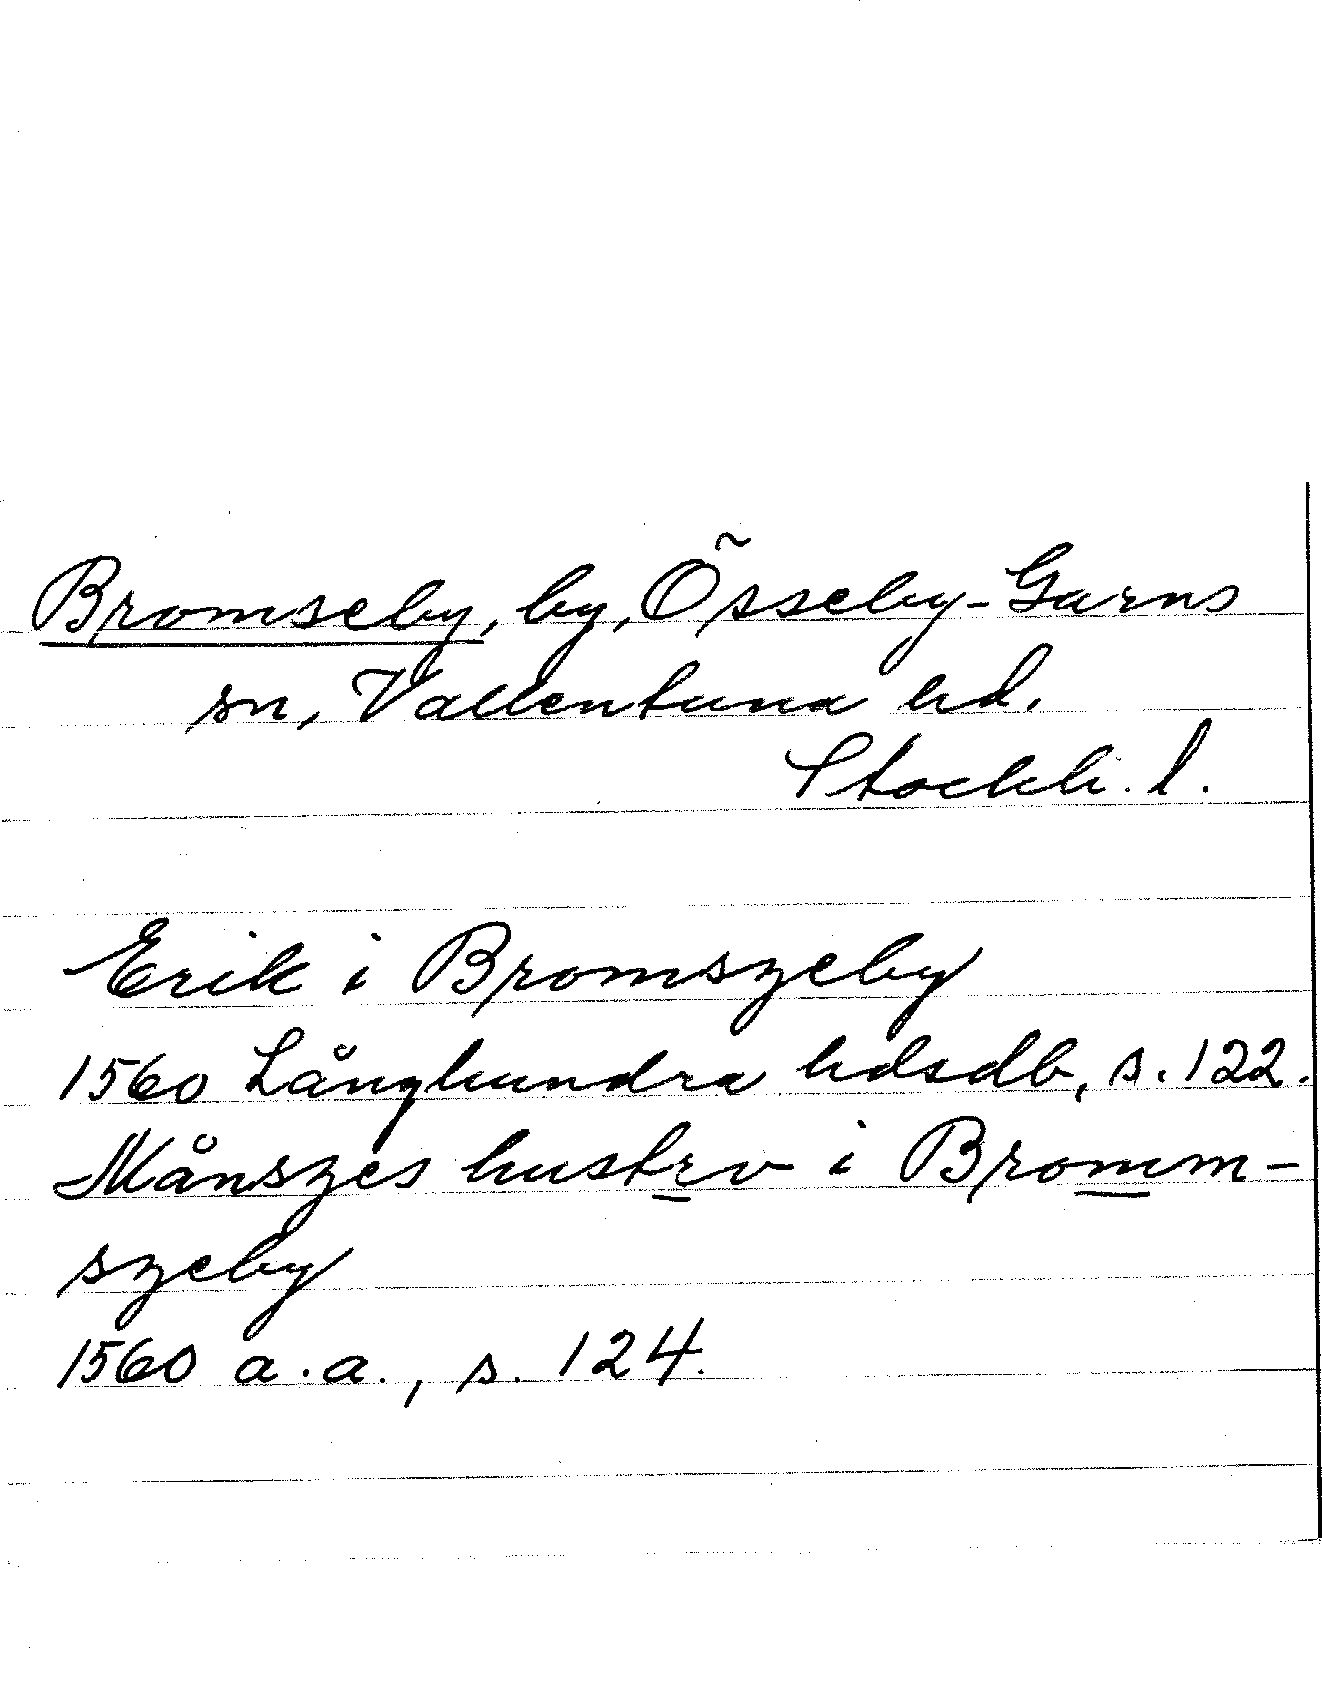 Bromseby, by, Össeby-Garns
sn, Vallentuna hd.
Stockh. l.
Erik i Bromszeby
1560 Långhundra hdsdb, s. 122.
Månszes hustrv i Bromm-
szeby
1560 a.a., s. 124.